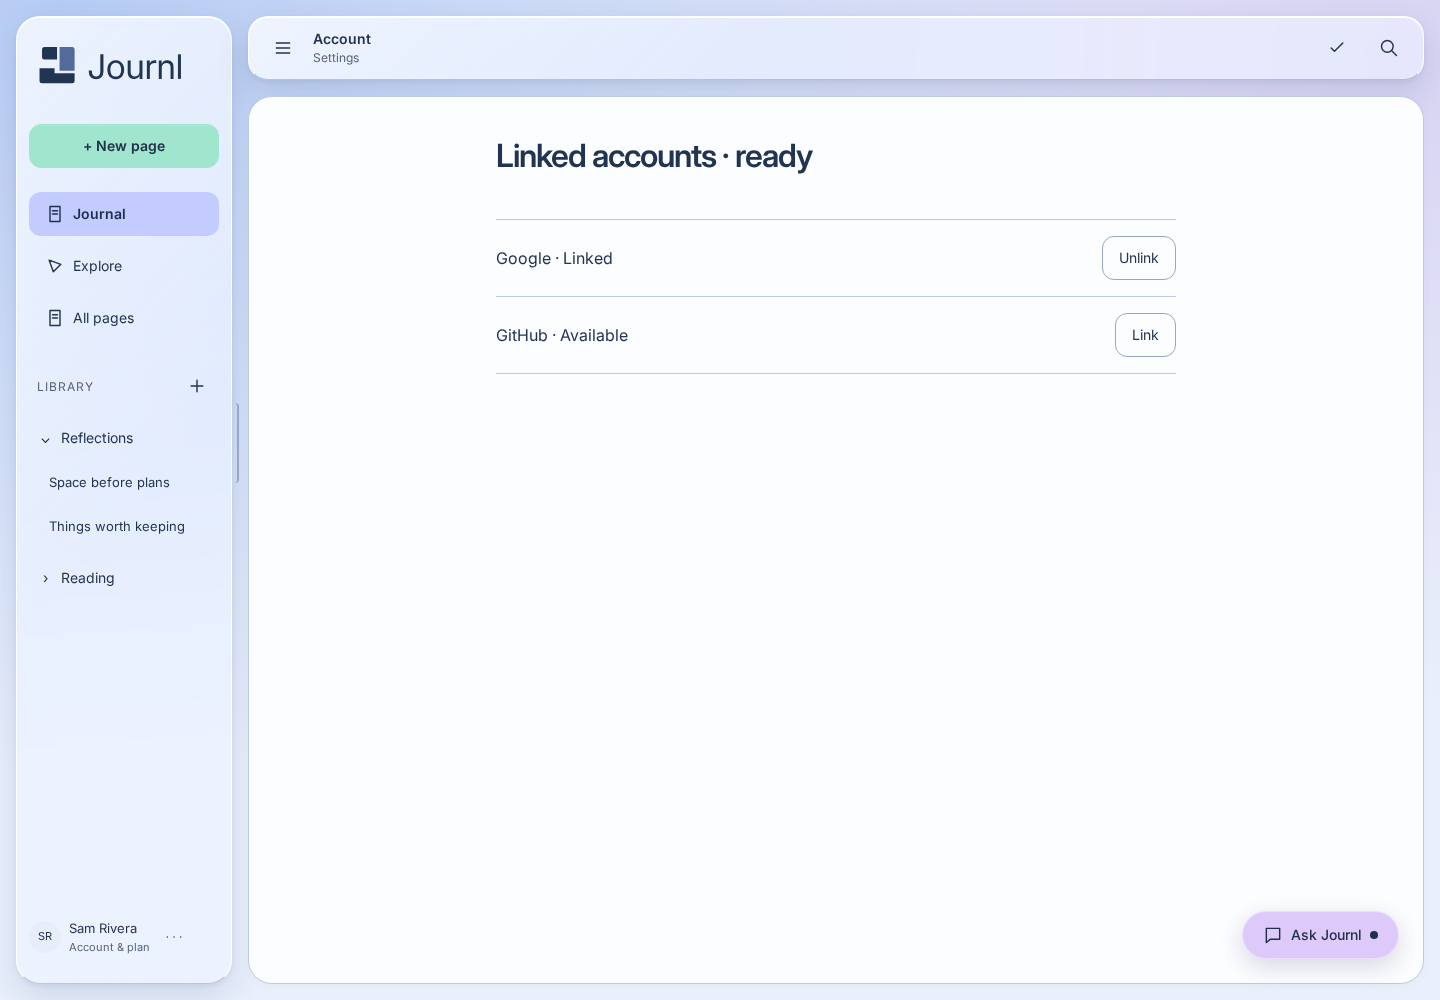 Journl
+ New page
Journal
Explore
All pages
LIBRARY
Reflections
Space before plans
Things worth keeping
Reading
SR
Sam Rivera
Account & plan
Account
Settings
Linked accounts · ready
Google · Linked
Unlink
GitHub · Available
Link
Ask Journl